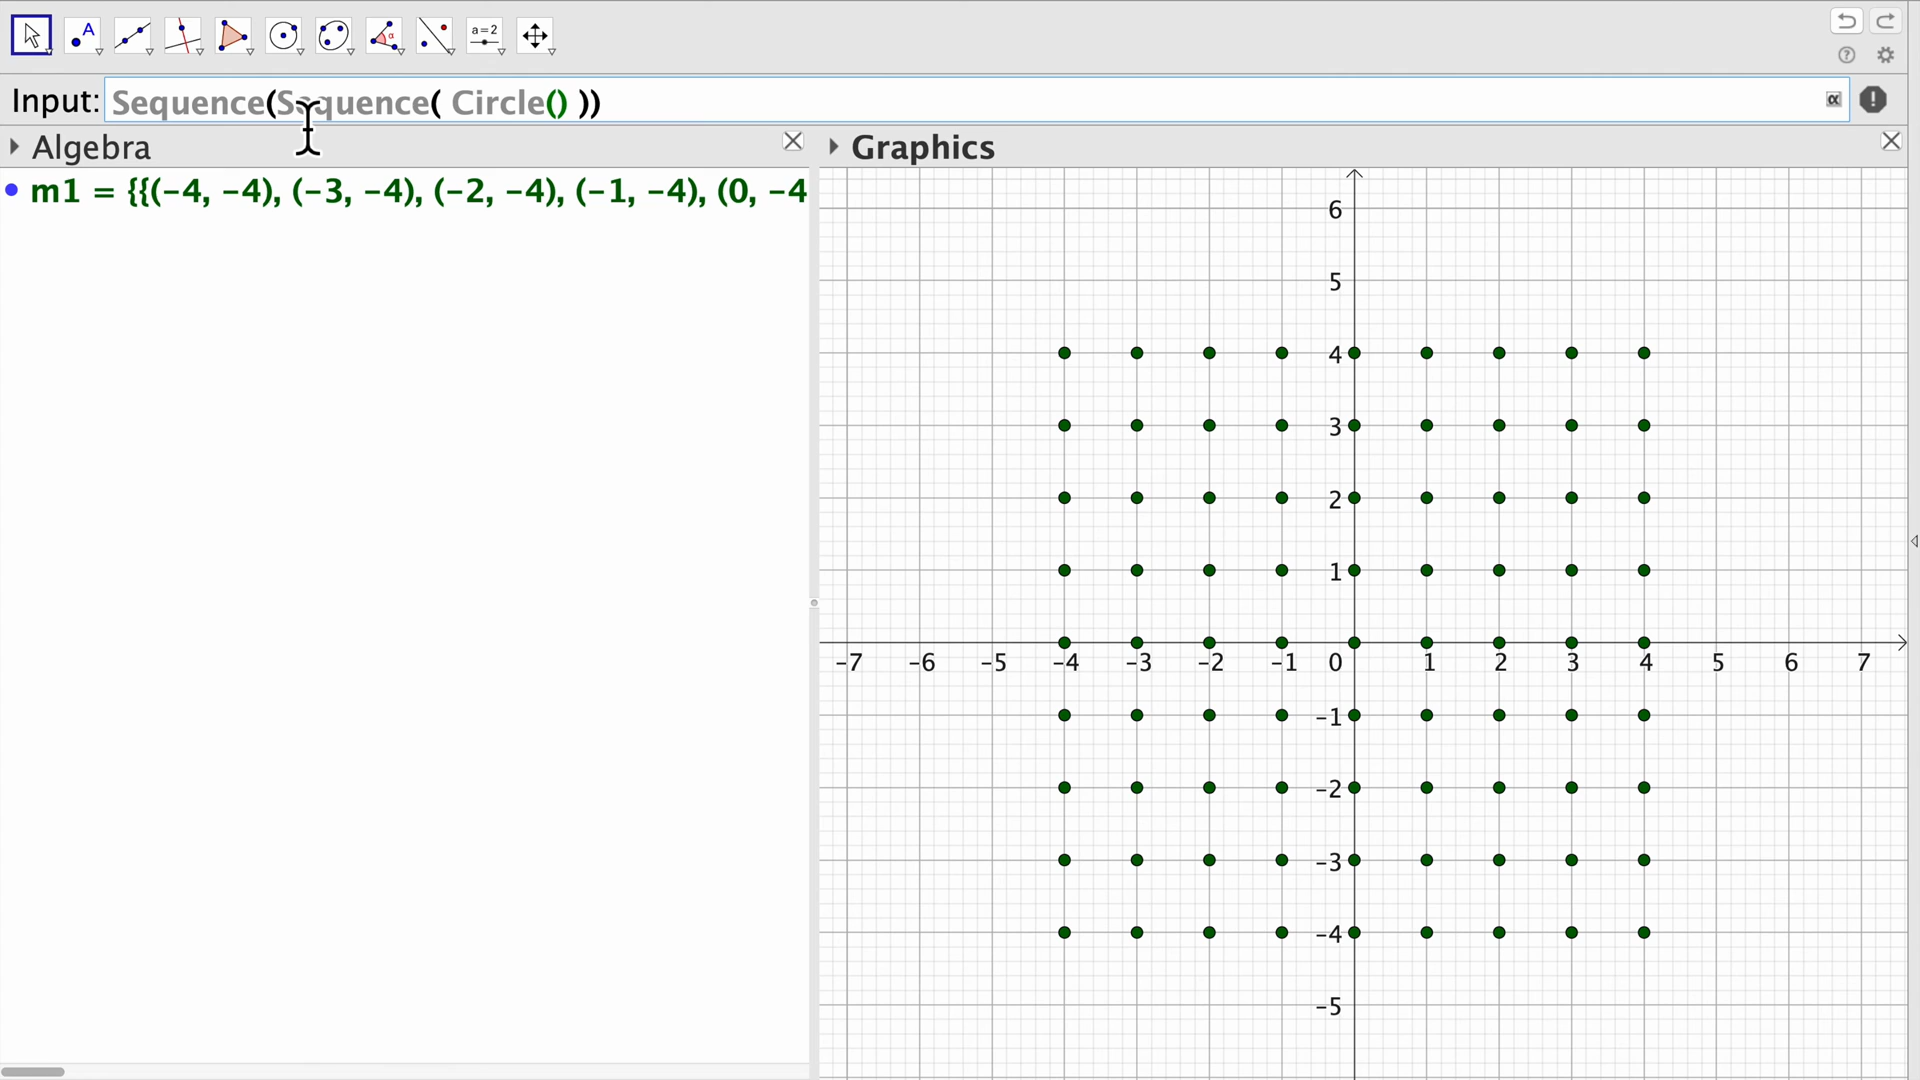 A
α
a=2
Input: Sequence(Sequence( Circle() ))
α
Algebra
Graphics
m1 = {{(−4, −4), (−3, −4), (−2, −4), (−1, −4), (0, −4
6
5
4
3
2
1
−7 −6 −5 −4 −3 −2 −1 0 1 2 3 4 5 6 7
−1
−2
−3
−4
−5